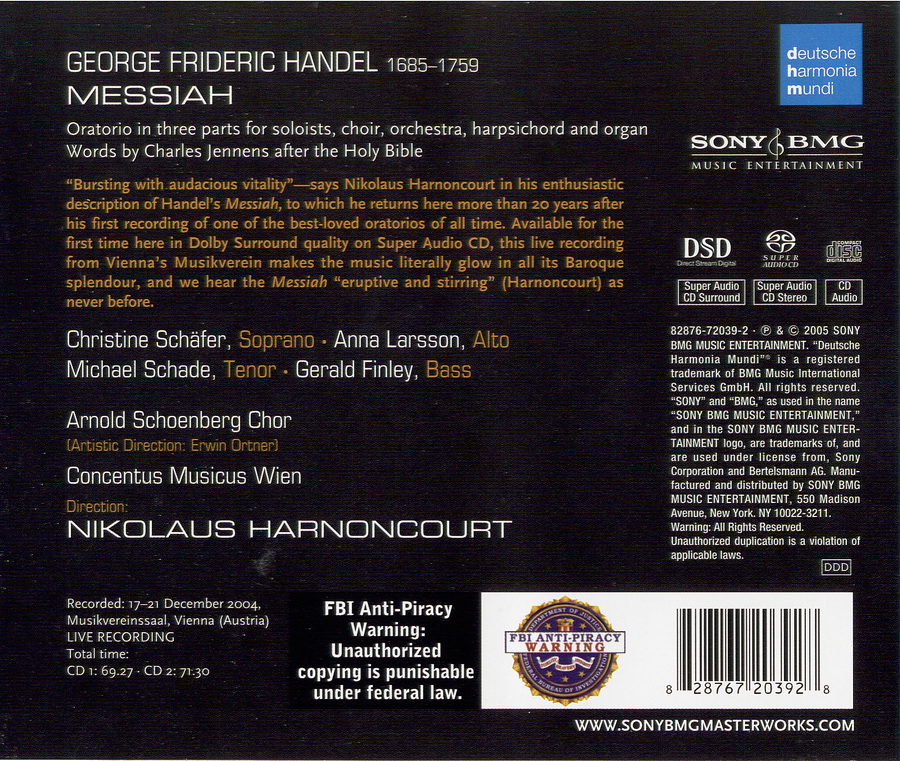 GEORGE FRIDERIC HANDEL 1685–1759
MESSIAH
Oratorio in three parts for soloists, choir, orchestra, harpsichord and organ
Words by Charles Jennens after the Holy Bible
“Bursting with audacious vitality”—says Nikolaus Harnoncourt in his enthusiastic
description of Handel’s Messiah, to which he returns here more than 20 years after
his first recording of one of the best-loved oratorios of all time. Available for the
first time here in Dolby Surround quality on Super Audio CD, this live recording
from Vienna’s Musikverein makes the music literally glow in all its Baroque
splendour, and we hear the Messiah “eruptive and stirring” (Harnoncourt) as
never before.
Christine Schäfer, Soprano • Anna Larsson, Alto
Michael Schade, Tenor • Gerald Finley, Bass
Arnold Schoenberg Chor
(Artistic Direction: Erwin Ortner)
Concentus Musicus Wien
Direction:
NIKOLAUS HARNONCOURT
Recorded: 17–21 December 2004,
Musikvereinssaal, Vienna (Austria)
LIVE RECORDING
Total time:
CD 1: 69.27 · CD 2: 71:30
deutsche
harmonia
mundi
SONY BMG
MUSIC ENTERTAINMENT
DSD
Direct Stream Digital
SUPER
AUDIO CD
COMPACT
disc
DIGITAL AUDIO
Super Audio
CD Surround
Super Audio
CD Stereo
CD
Audio
82876-72039-2 · ℗ & © 2005 SONY
BMG MUSIC ENTERTAINMENT. “Deutsche
Harmonia Mundi”® is a registered
trademark of BMG Music International
Services GmbH. All rights reserved.
“SONY” and “BMG,” as used in the name
“SONY BMG MUSIC ENTERTAINMENT,”
and in the SONY BMG MUSIC ENTER-
TAINMENT logo, are trademarks of, and
are used under license from, Sony
Corporation and Bertelsmann AG. Manu-
factured and distributed by SONY BMG
MUSIC ENTERTAINMENT, 550 Madison
Avenue, New York. NY 10022-3211.
Warning: All Rights Reserved.
Unauthorized duplication is a violation of
applicable laws.
DDD
FBI Anti-Piracy
Warning:
Unauthorized
copying is punishable
under federal law.
DEPARTMENT OF JUSTICE
FBI ANTI-PIRACY
WARNING
FEDERAL BUREAU OF INVESTIGATION
8 28767 20392 8
WWW.SONYBMGMASTERWORKS.COM